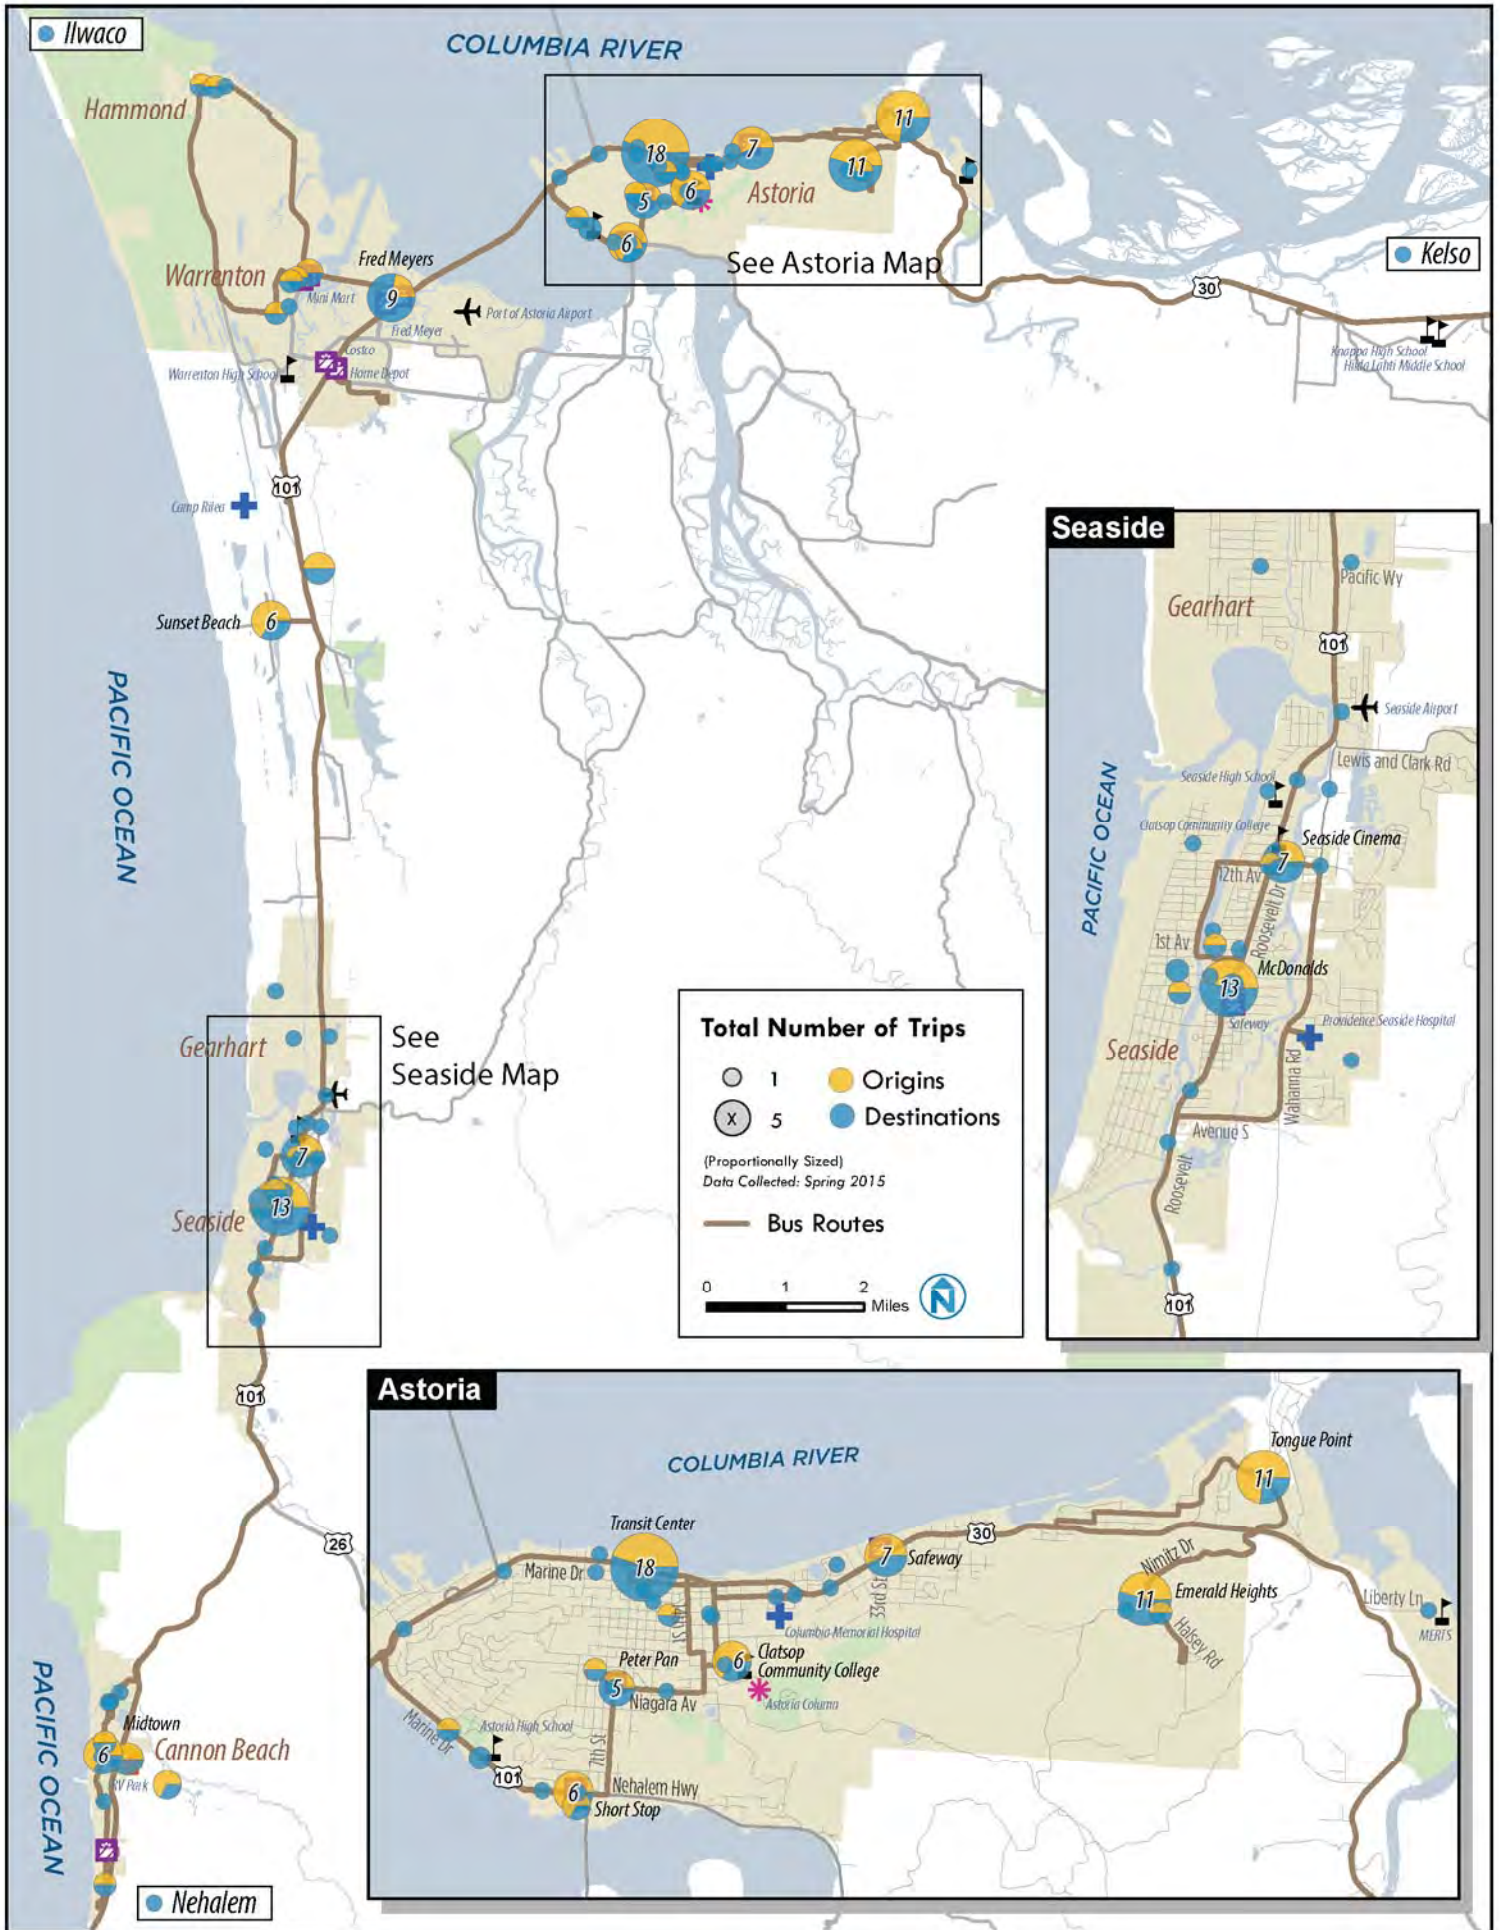 Ilwaco
COLUMBIA RIVER
Hammond
18
7
11
11
5
6
6
Astoria
See Astoria Map
Kelso
30
Warrenton
Fred Meyers
9
Mini Mart
Fred Meyer
Port of Astoria Airport
Costco
Home Depot
Warrenton High School
Knappa High School
Hilda Lahti Middle School
101
Camp Rilea
Sunset Beach
6
PACIFIC OCEAN
Gearhart
See
Seaside Map
7
13
Seaside
101
26
PACIFIC OCEAN
Midtown
6
Cannon Beach
RV Park
Nehalem
Total Number of Trips
1
Origins
X
5
Destinations
(Proportionally Sized)
Data Collected: Spring 2015
Bus Routes
0 1 2
Miles
N
Seaside
Pacific Wy
Gearhart
101
Seaside Airport
Lewis and Clark Rd
PACIFIC OCEAN
Seaside High School
Clatsop Community College
Seaside Cinema
7
12th Av
Roosevelt Dr
1st Av
McDonalds
13
Safeway
Providence Seaside Hospital
Seaside
Wahanna Rd
Avenue S
Roosevelt
101
Astoria
COLUMBIA RIVER
Tongue Point
11
Transit Center
18
Marine Dr
7
Safeway
30
33rd St
Nimitz Dr
11
Emerald Heights
Halsey Rd
Liberty Ln
MERTS
Columbia Memorial Hospital
Peter Pan
6
Clatsop
Community College
5
Niagara Av
Astoria Column
Marine Dr
Astoria High School
101
7th St
6
Nehalem Hwy
Short Stop